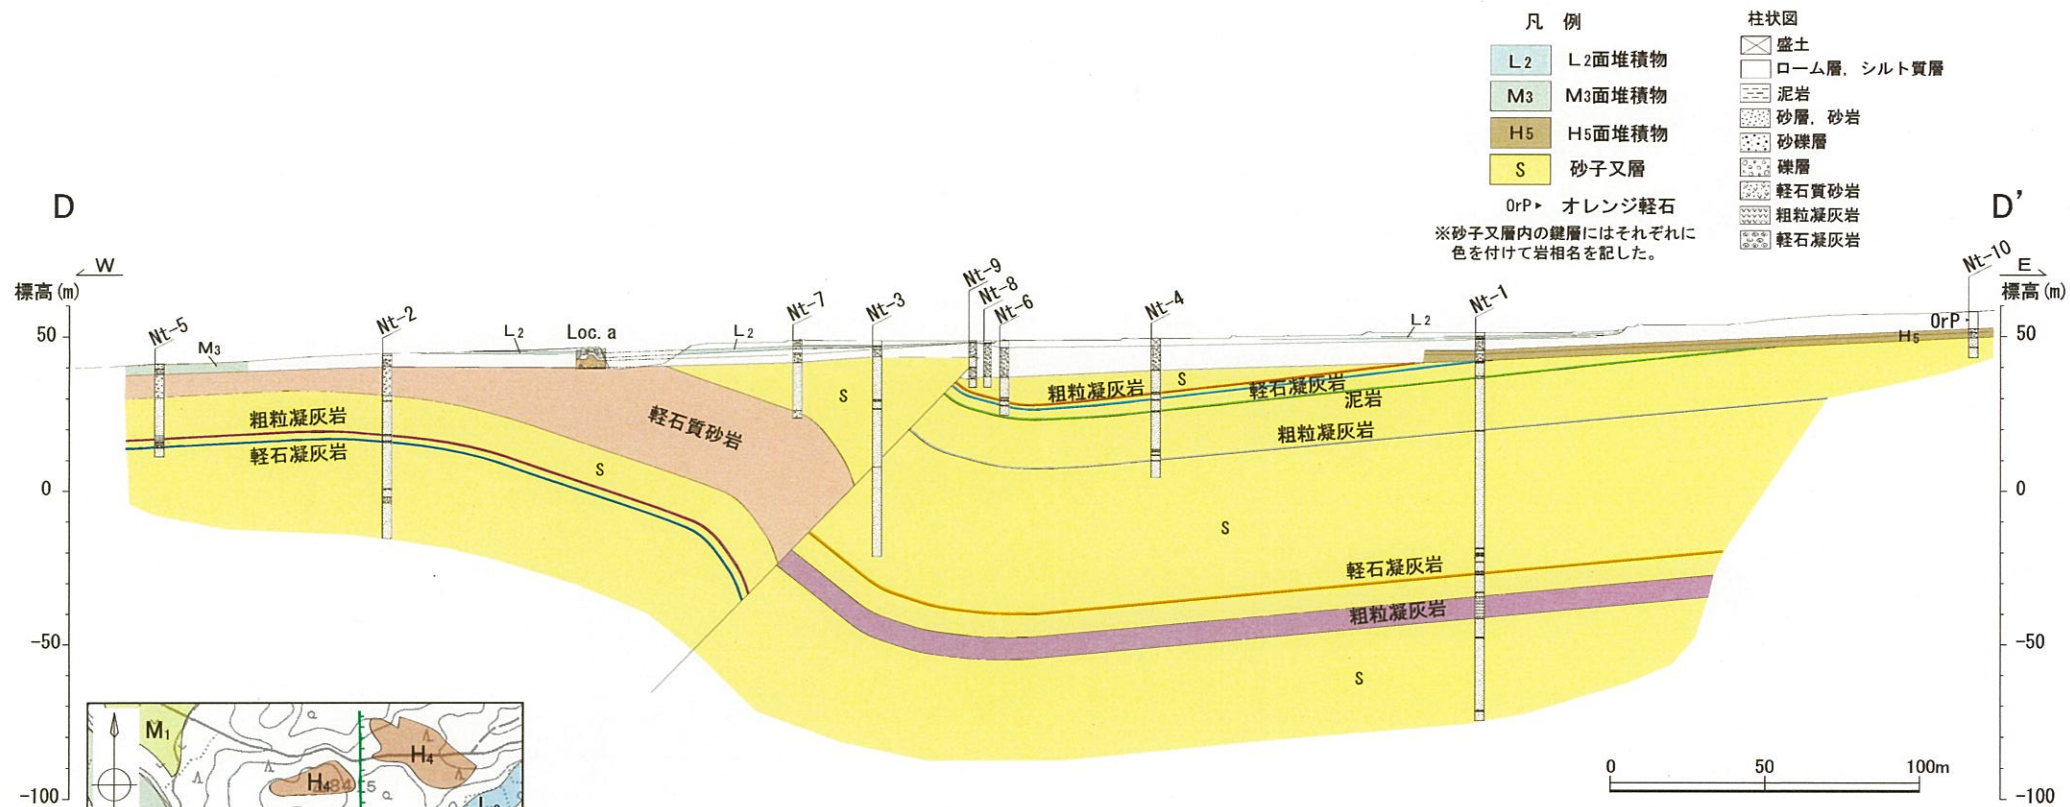 凡 例
L2 L2面堆積物
M3 M3面堆積物
H5 H5面堆積物
S 砂子又層
OrP オレンジ軽石
※砂子又層内の鍵層にはそれぞれに
色を付けて岩相名を記した。
柱状図
盛土
ローム層，シルト質層
泥岩
砂層，砂岩
砂礫層
礫層
軽石質砂岩
粗粒凝灰岩
軽石凝灰岩
D
D'
W
E
標高(m)
標高(m)
50
0
-50
-100
50
0
-50
-100
Nt-5
Nt-2
Nt-7
Nt-3
Nt-9
Nt-8
Nt-6
Nt-4
Nt-1
Nt-10
M3
L2
Loc. a
L2
L2
OrP
H5
粗粒凝灰岩
軽石凝灰岩
S
軽石質砂岩
S
粗粒凝灰岩
S
軽石凝灰岩
泥岩
粗粒凝灰岩
S
軽石凝灰岩
粗粒凝灰岩
S
0 50 100m
M1
H4
H4